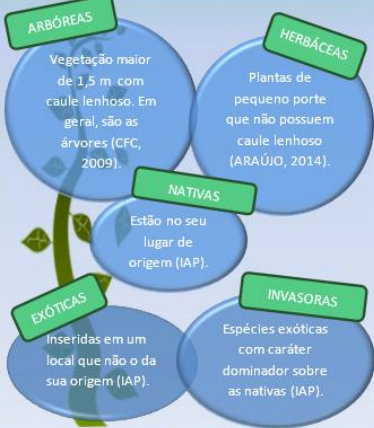 ARBÓREAS
Vegetação maior
de 1,5 m com
caule lenhoso. Em
geral, são as
árvores (CFC,
2009).
HERBÁCEAS
Plantas de
pequeno porte
que não possuem
caule lenhoso
(ARAÚJO, 2014).
NATIVAS
Estão no seu
lugar de
origem (IAP).
EXÓTICAS
Inseridas em um
local que não o da
sua origem (IAP).
INVASORAS
Espécies exóticas
com caráter
dominador sobre
as nativas (IAP).